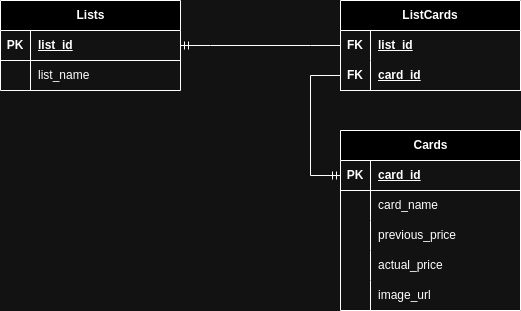 Lists
PK list_id
list_name
ListCards
FK list_id
FK card_id
Cards
PK card_id
card_name
previous_price
actual_price
image_url